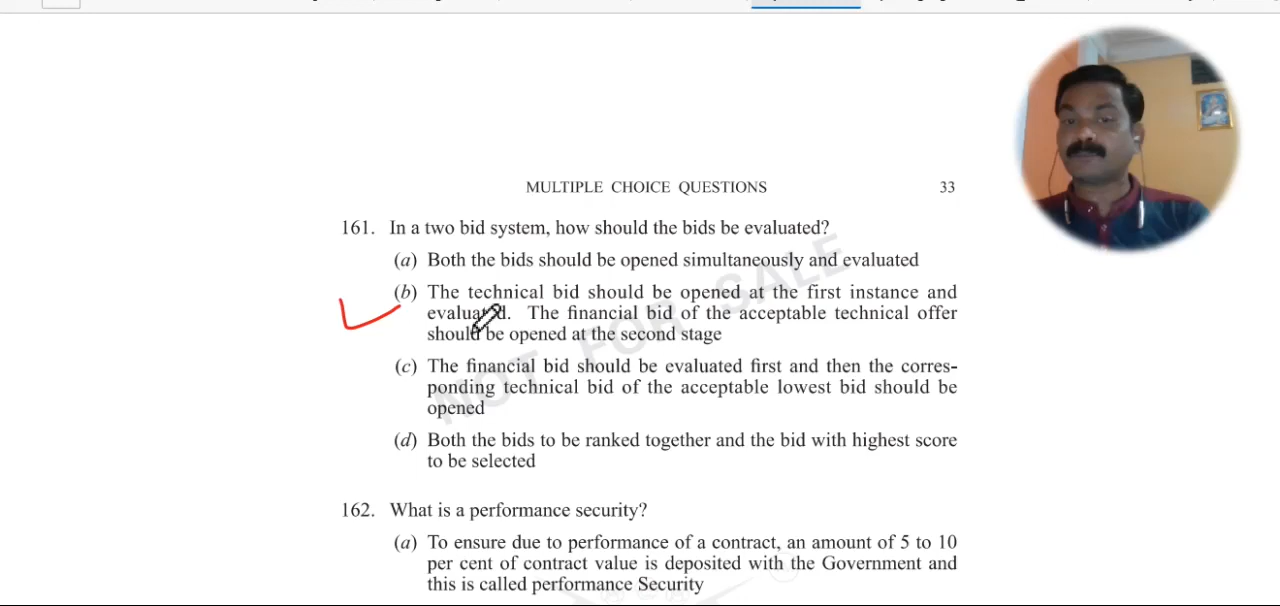 MULTIPLE CHOICE QUESTIONS 33
161. In a two bid system, how should the bids be evaluated?
(a) Both the bids should be opened simultaneously and evaluated
(b) The technical bid should be opened at the first instance and
evaluated. The financial bid of the acceptable technical offer
should be opened at the second stage
(c) The financial bid should be evaluated first and then the corres-
ponding technical bid of the acceptable lowest bid should be
opened
(d) Both the bids to be ranked together and the bid with highest score
to be selected
162. What is a performance security?
(a) To ensure due to performance of a contract, an amount of 5 to 10
per cent of contract value is deposited with the Government and
this is called performance Security
NOT FOR SALE